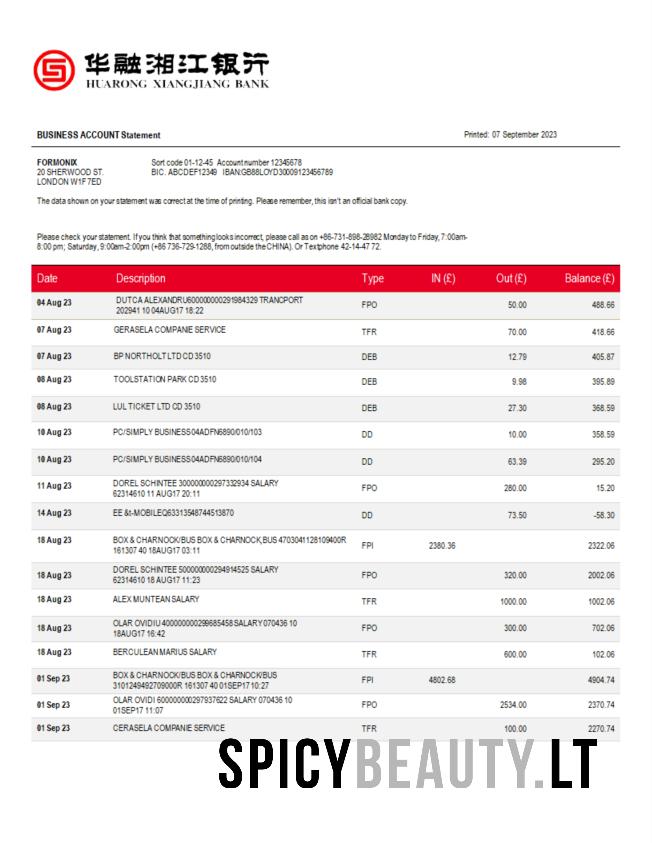 华融湘江银行
HUARONG XIANGJIANG BANK
BUSINESS ACCOUNT Statement Printed: 07 September 2023
FORMONIX Sort code 01-12-45 Account number 12345678
20 SHERWOOD ST. BIC. ABCDEF12349 IBAN:GB88LOYD30009123456789
LONDON W1F 7ED
The data shown on your statement was correct at the time of printing. Please remember, this isn't an official bank copy.
Please check your statement. If you think that something looks incorrect, please call as on +86-731-898-28982 Monday to Friday, 7:00am-
8:00 pm; Saturday, 9:00am-2:00pm (+86 736-729-1288, from outside the CHINA). Or Textphone 42-14-47 72.
Date Description Type IN (£) Out (£) Balance (£)
04 Aug 23 DUTCA ALEXANDRU600000000291984329 TRANCPORT FPO 50.00 488.66
202941 10 04AUG17 18:22
07 Aug 23 GERASELA COMPANIE SERVICE TFR 70.00 418.66
07 Aug 23 BP NORTHOLT LTD CD 3510 DEB 12.79 405.87
08 Aug 23 TOOLSTATION PARK CD 3510 DEB 9.98 395.89
08 Aug 23 LUL TICKET LTD CD 3510 DEB 27.30 368.59
10 Aug 23 PC/SIMPLY BUSINESS04ADFN6890/010/103 DD 10.00 358.59
10 Aug 23 PC/SIMPLY BUSINESS04ADFN6890/010/104 DD 63.39 295.20
11 Aug 23 DOREL SCHINTEE 300000000297332934 SALARY FPO 280.00 15.20
62314610 11 AUG17 20:11
14 Aug 23 EE &t-MOBILEQ63313548744513870 DD 73.50 -58.30
18 Aug 23 BOX & CHARNOCK/BUS BOX & CHARNOCK,BUS 4703041128109400R FPI 2380.36 2322.06
161307 40 18AUG17 03:11
18 Aug 23 DOREL SCHINTEE 500000000294914525 SALARY FPO 320.00 2002.06
62314610 18 AUG17 11:23
18 Aug 23 ALEX MUNTEAN SALARY TFR 1000.00 1002.06
18 Aug 23 OLAR OVIDIU 400000000299685458 SALARY 070436 10 FPO 300.00 702.06
18AUG17 16:42
18 Aug 23 BERCULEAN MARIUS SALARY TFR 600.00 102.06
01 Sep 23 BOX & CHARNOCK/BUS BOX & CHARNOCK/BUS FPI 4802.68 4904.74
3101249492709000R 161307 40 01SEP17 10:27
01 Sep 23 OLAR OVIDI 600000000297937622 SALARY 070436 10 FPO 2534.00 2370.74
01SEP17 11:07
01 Sep 23 CERASELA COMPANIE SERVICE TFR 100.00 2270.74
SPICYBEAUTY.LT